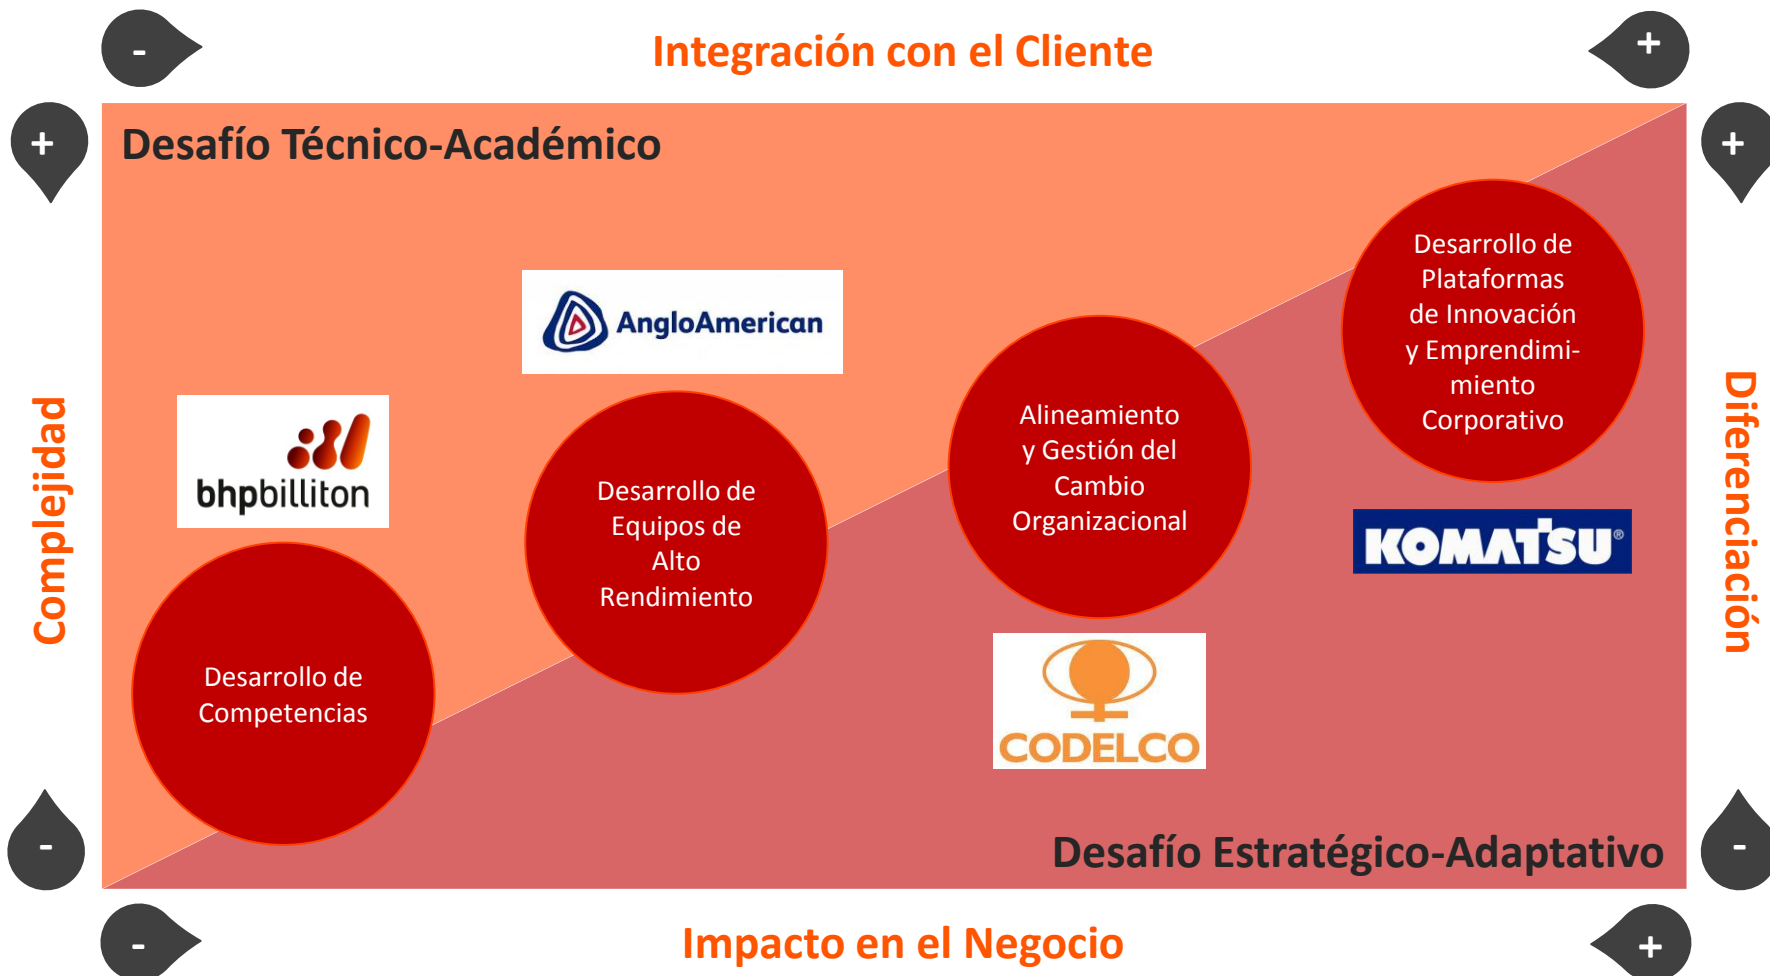 -
Integración con el Cliente
+
+
Desafío Técnico-Académico
+
Desarrollo de
Plataformas
de Innovación
y Emprendimi-
miento
Corporativo
AngloAmerican
Alineamiento
y Gestión del
Cambio
Organizacional
bhpbilliton
Desarrollo de
Equipos de
Alto
Rendimiento
KOMATSU®
Complejidad
Diferenciación
Desarrollo de
Competencias
CODELCO
-
Desafío Estratégico-Adaptativo
-
-
Impacto en el Negocio
+